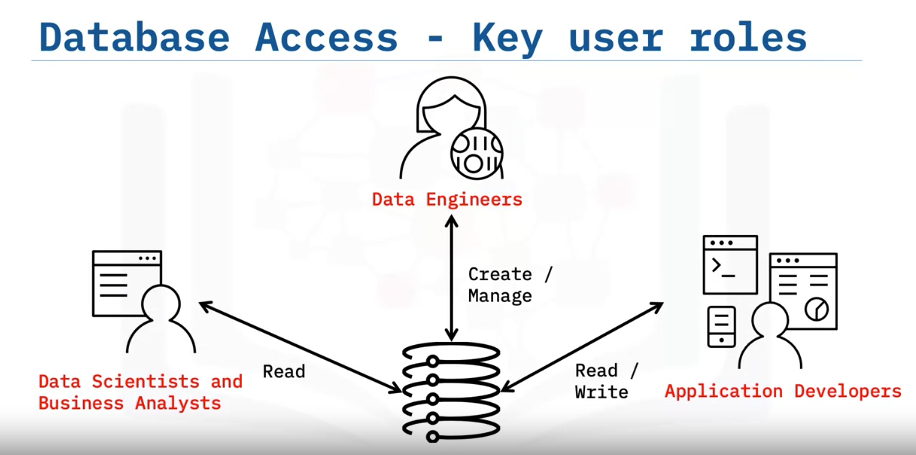 Database Access - Key user roles
Data Engineers
Create /
Manage
Read
Read /
Write
Data Scientists and
Business Analysts
Application Developers